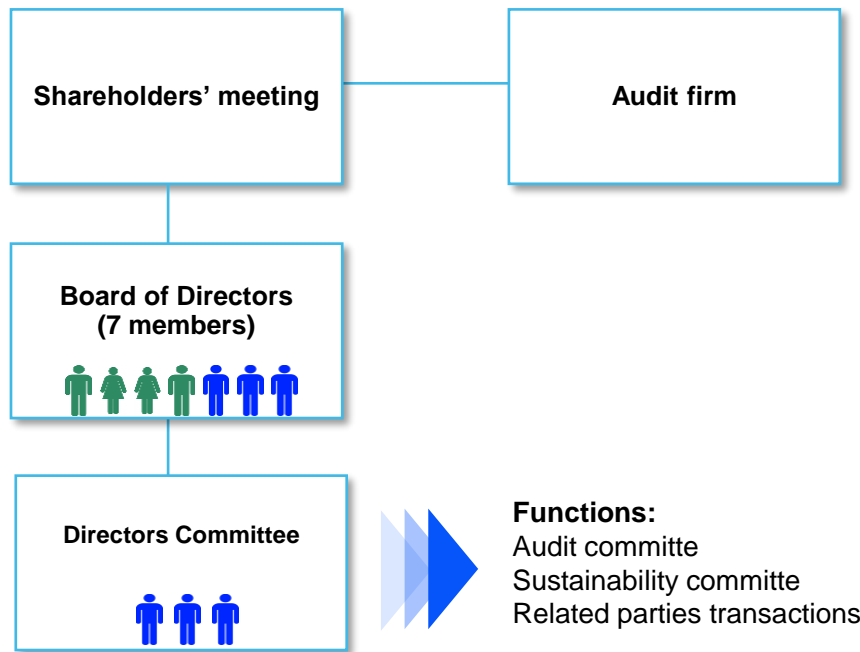 Shareholders’ meeting
Audit firm
Board of Directors
(7 members)
Directors Committee
Functions:
Audit committe
Sustainability committe
Related parties transactions